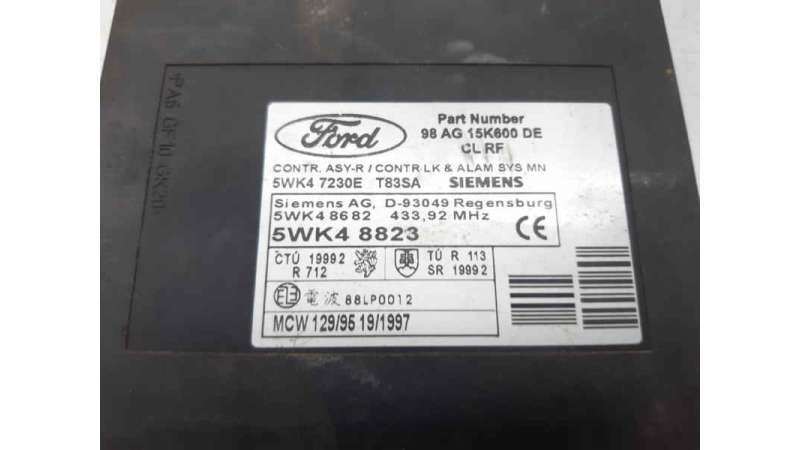 Ford
Part Number
98 AG 15K600 DE
CL RF
CONTR. ASY-R / CONTR LK & ALAM SYS MN
5WK4 7230E T83SA SIEMENS
Siemens AG, D-93049 Regensburg
5WK4 8682 433,92 MHz
5WK4 8823 CE
CTÚ 19992
R 712
TÚ R 113
SR 19992
電波 88LP0012
MCW 129/95 19/1997